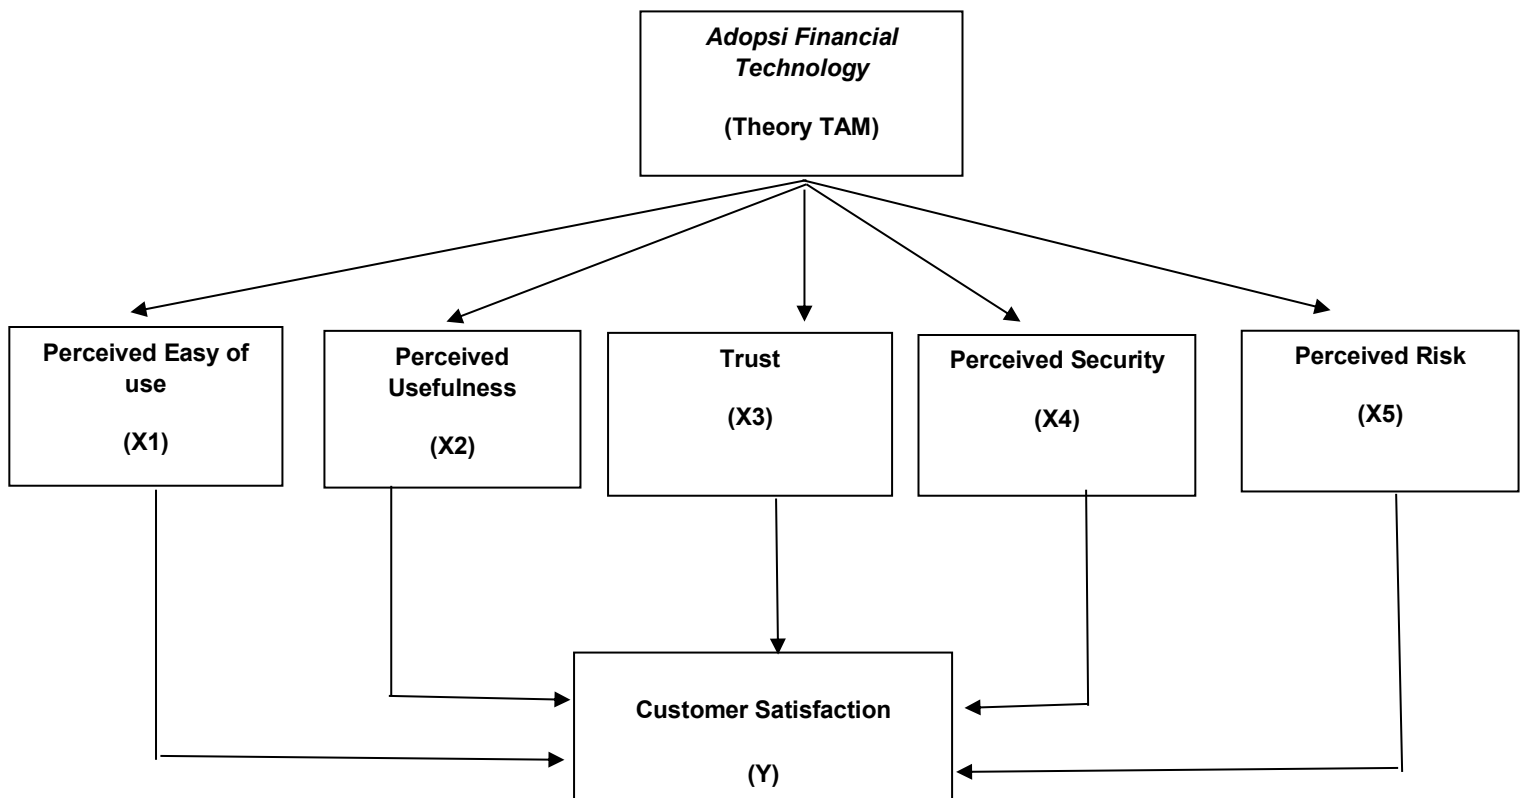 Adopsi Financial
Technology
(Theory TAM)
Perceived Easy of
use
(X1)
Perceived
Usefulness
(X2)
Trust
(X3)
Perceived Security
(X4)
Perceived Risk
(X5)
Customer Satisfaction
(Y)